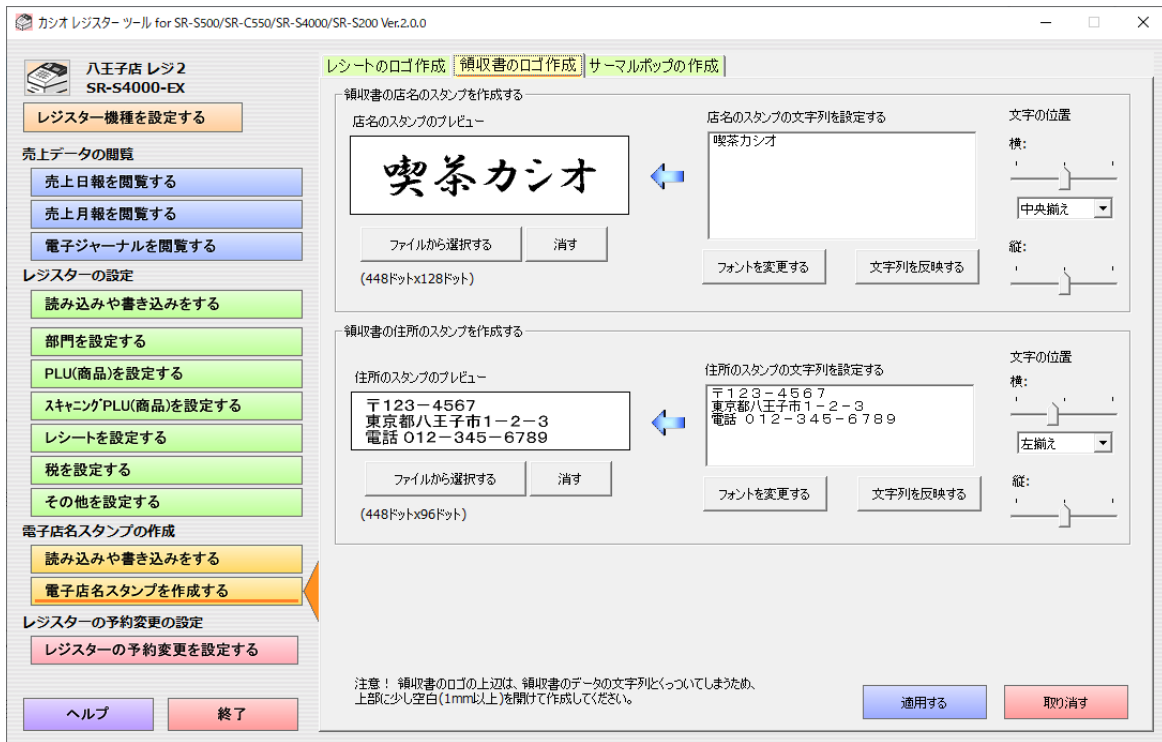 カシオ レジスター ツール for SR-S500/SR-C550/SR-S4000/SR-S200 Ver.2.0.0
八王子店 レジ2
SR-S4000-EX
レジスター機種を設定する
売上データの閲覧
売上日報を閲覧する
売上月報を閲覧する
電子ジャーナルを閲覧する
レジスターの設定
読み込みや書き込みをする
部門を設定する
PLU(商品)を設定する
スキャニングPLU(商品)を設定する
レシートを設定する
税を設定する
その他を設定する
電子店名スタンプの作成
読み込みや書き込みをする
電子店名スタンプを作成する
レジスターの予約変更の設定
レジスターの予約変更を設定する
ヘルプ
終了
レシートのロゴ作成
領収書のロゴ作成
サーマルポップの作成
領収書の店名のスタンプを作成する
店名のスタンプのプレビュー
喫茶カシオ
ファイルから選択する
消す
(448ドットx128ドット)
店名のスタンプの文字列を設定する
喫茶カシオ
フォントを変更する
文字列を反映する
文字の位置
横:
中央揃え
縦:
領収書の住所のスタンプを作成する
住所のスタンプのプレビュー
〒123－4567
東京都八王子市1－2－3
電話 012－345－6789
ファイルから選択する
消す
(448ドットx96ドット)
住所のスタンプの文字列を設定する
〒123－4567
東京都八王子市1－2－3
電話 012－345－6789
フォントを変更する
文字列を反映する
文字の位置
横:
左揃え
縦:
注意！ 領収書のロゴの上辺は、領収書のデータの文字列とくっついてしまうため、
上部に少し空白(1mm以上)を開けて作成してください。
適用する
取り消す